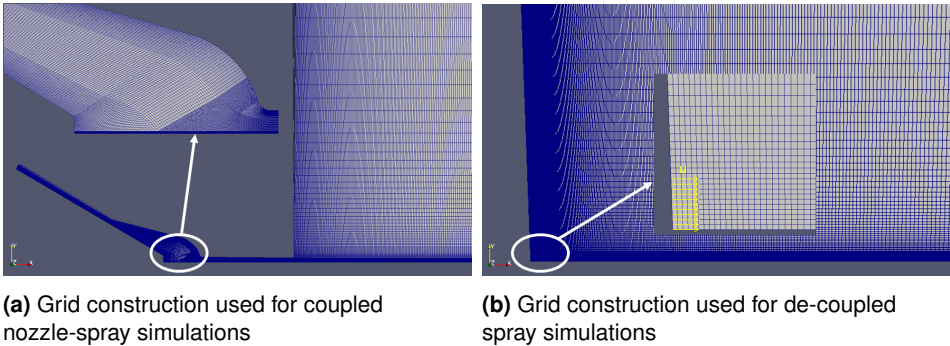 (a) Grid construction used for coupled
nozzle-spray simulations
(b) Grid construction used for de-coupled
spray simulations